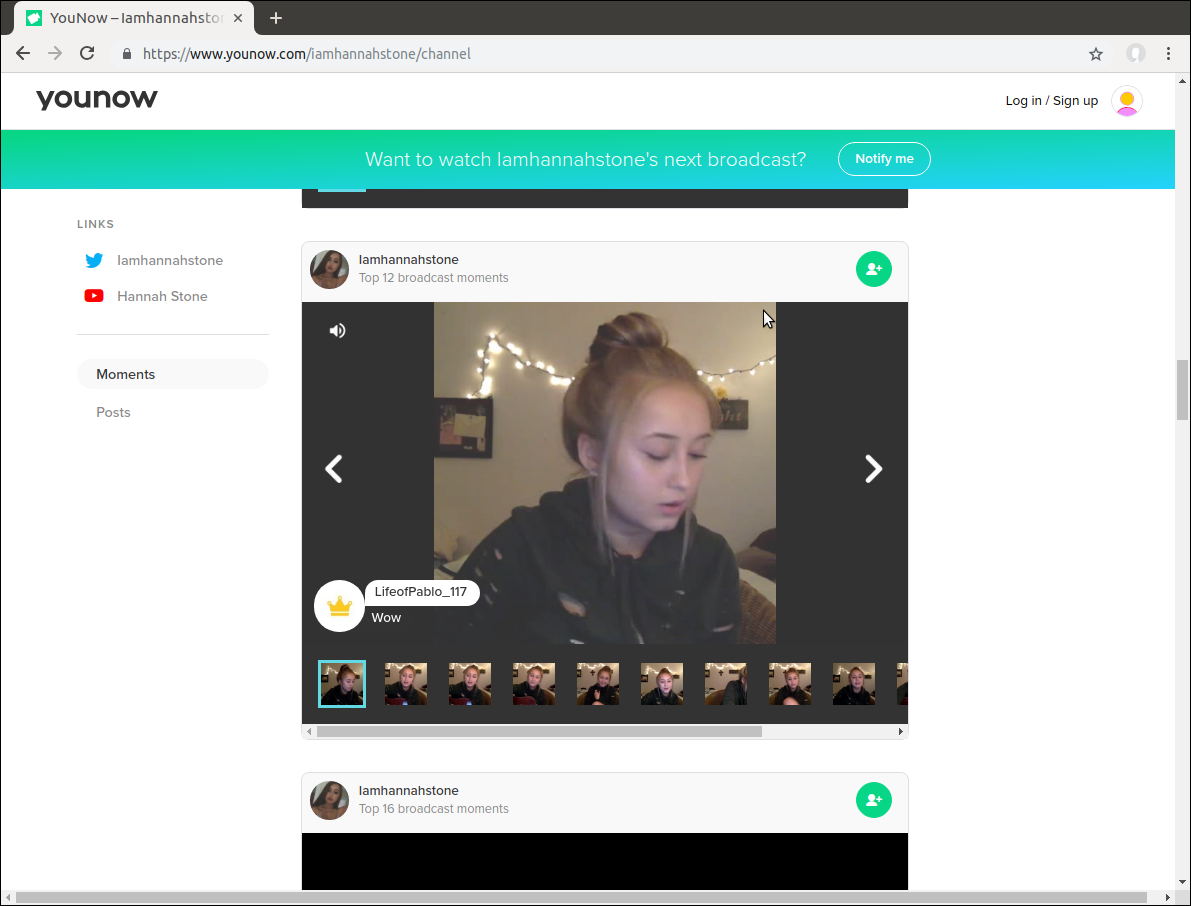 YouNow – Iamhannahsto
https://www.younow.com/iamhannahstone/channel
younow
Log in / Sign up
Want to watch Iamhannahstone's next broadcast?
Notify me
LINKS
Iamhannahstone
Hannah Stone
Moments
Posts
Iamhannahstone
Top 12 broadcast moments
LifeofPablo_117
Wow
Iamhannahstone
Top 16 broadcast moments